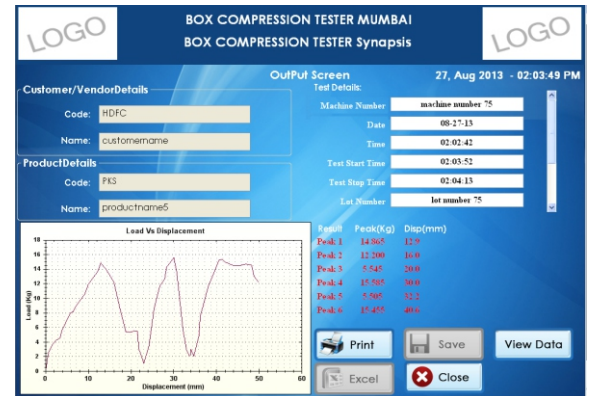 LOGO
BOX COMPRESSION TESTER MUMBAI
BOX COMPRESSION TESTER Synapsis
LOGO
OutPut Screen
27, Aug 2013 - 02:03:49 PM
Customer/VendorDetails
Code: HDFC
Name: customername
ProductDetails
Code: PKS
Name: productname5
Test Details:
Machine Number machine number 75
Date 08-27-13
Time 02:02:42
Test Start Time 02:03:52
Test Stop Time 02:04:13
Lot Number lot number 75
Load Vs Displacement
Load (Kg)
18
16
14
12
10
8
6
4
2
0
0 10 20 30 40 50 60
Displacement (mm)
Result Peak(Kg) Disp(mm)
Peak 1 14.865 12.9
Peak 2 12.200 16.0
Peak 3 5.545 20.0
Peak 4 15.585 30.0
Peak 5 5.505 32.2
Peak 6 15.455 40.6
Print
Save
View Data
Excel
Close